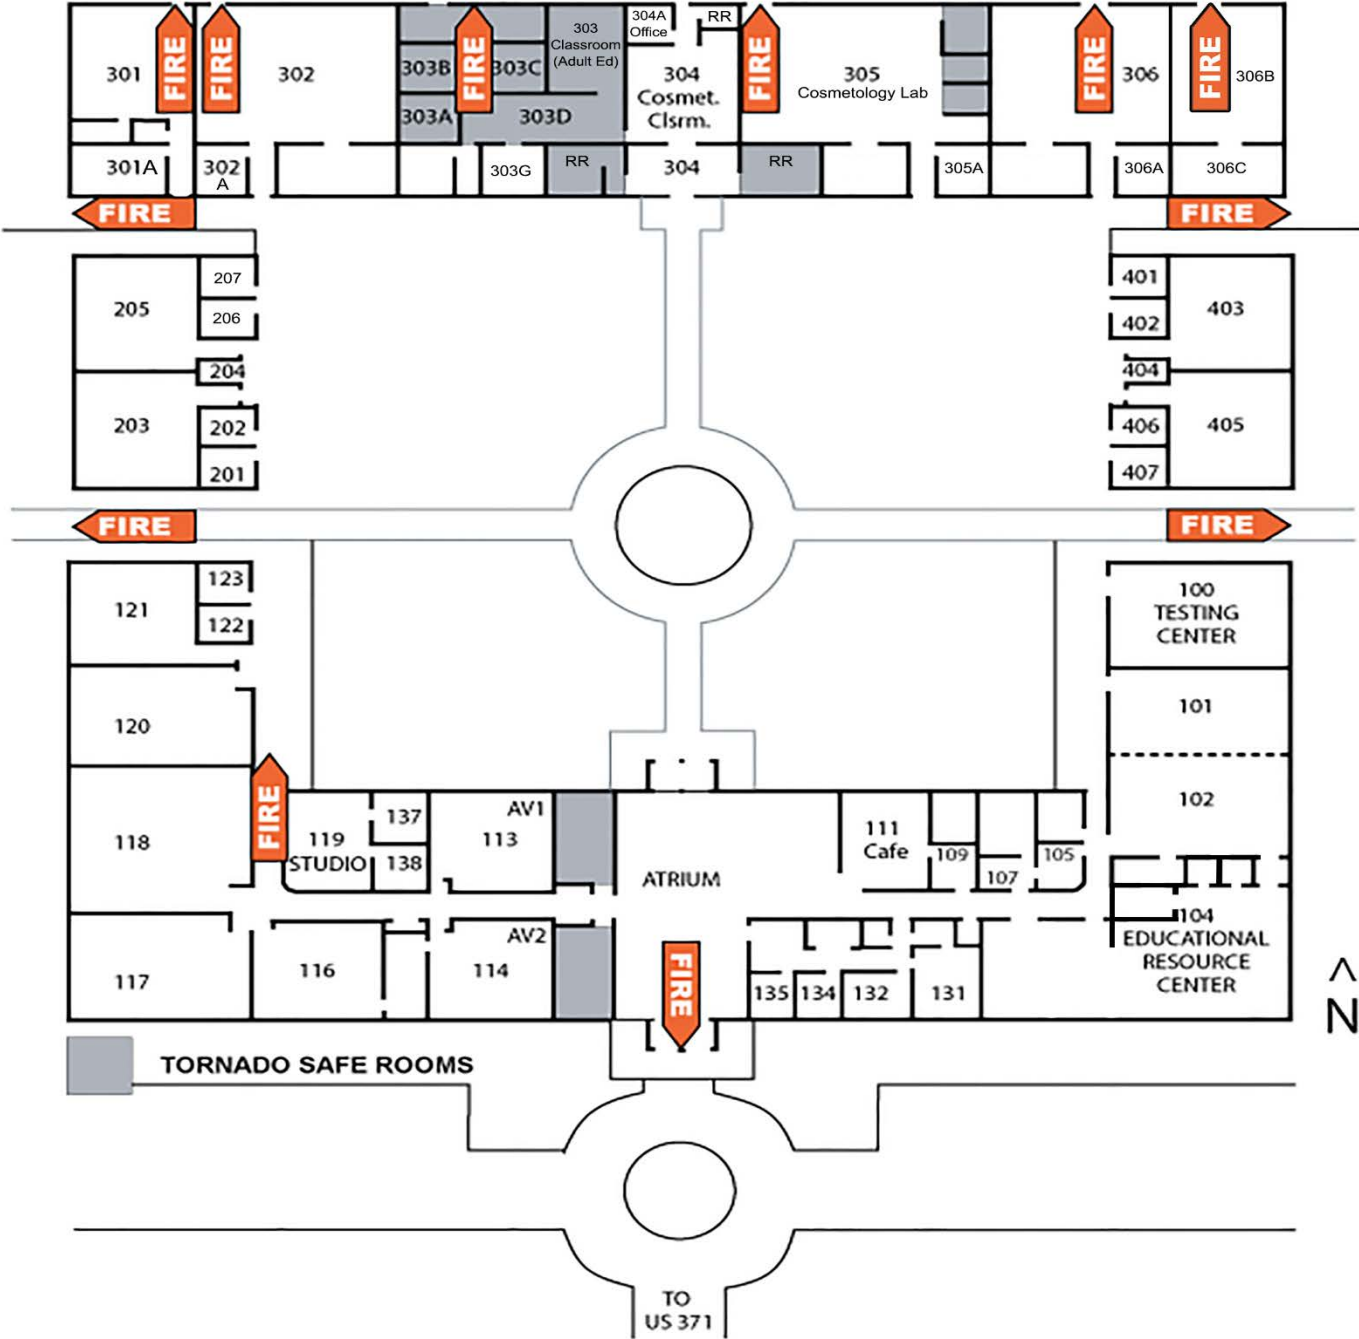 301
FIRE
FIRE
302
303B
FIRE
303C
303
Classroom
(Adult Ed)
303A
303D
304A
Office
RR
304
Cosmet.
Clsrm.
FIRE
305
Cosmetology Lab
FIRE
306
FIRE
306B
301A
302
A
303G
RR
304
RR
305A
306A
306C
FIRE
FIRE
205
207
206
204
203
202
201
401
403
402
404
406
405
407
FIRE
FIRE
121
123
122
120
118
117
FIRE
119
STUDIO
137
138
AV1
113
116
AV2
114
ATRIUM
FIRE
111
Cafe
109
107
105
135
134
132
131
100
TESTING
CENTER
101
102
104
EDUCATIONAL
RESOURCE
CENTER
^
N
TORNADO SAFE ROOMS
TO
US 371